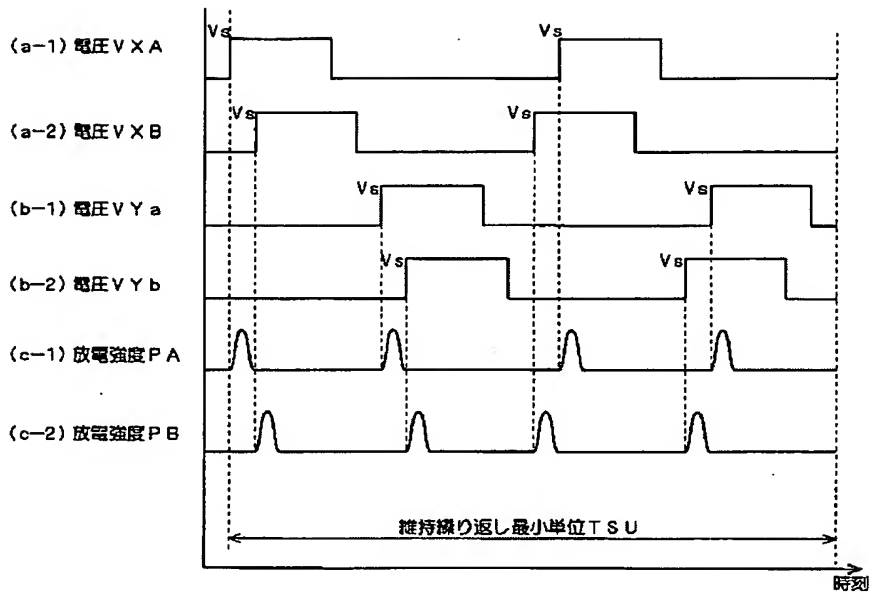 Vs Vs
(a-1) 電圧VXA
Vs Vs
(a-2) 電圧VXB
Vs Vs
(b-1) 電圧VYa
Vs Vs
(b-2) 電圧VYb
(c-1) 放電強度PA
(c-2) 放電強度PB
維持繰り返し最小単位TSU
時刻